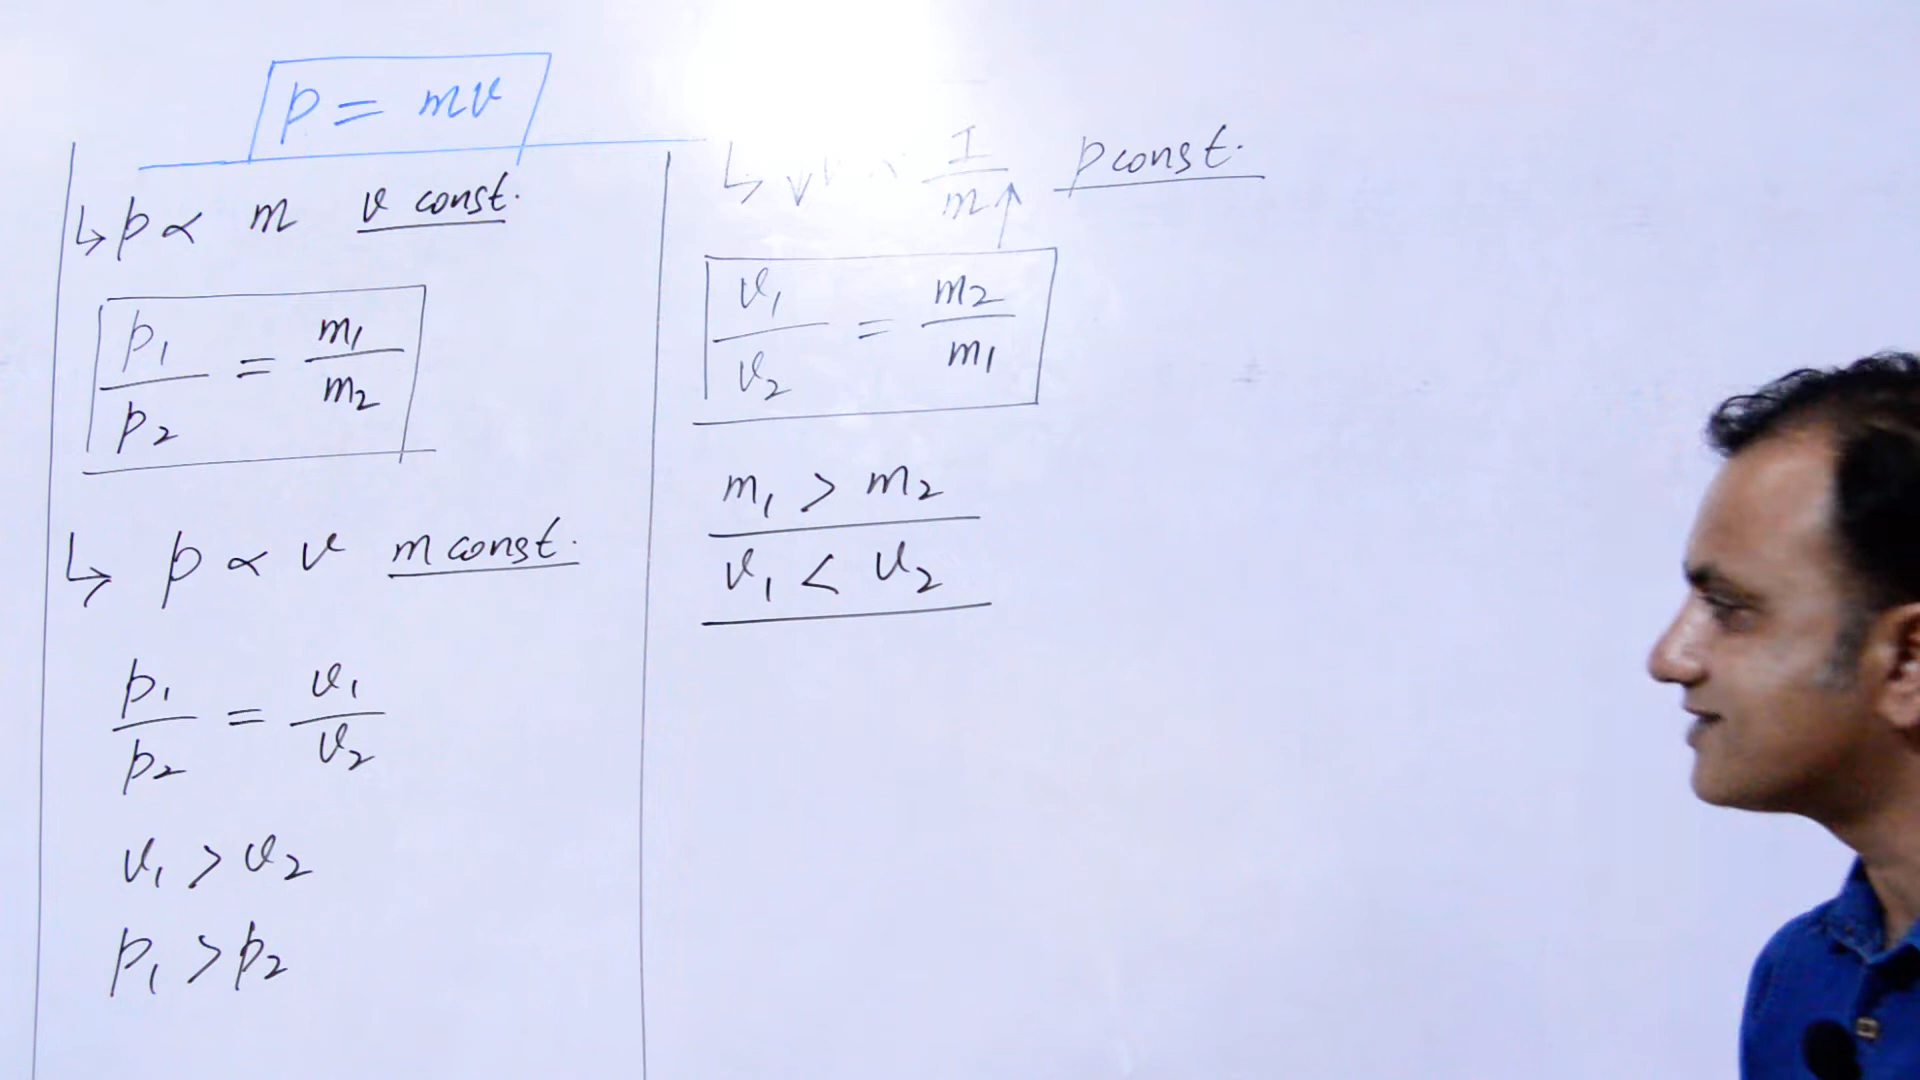 p = mv
↳ p ∝ m v const.
p₁/p₂ = m₁/m₂
↳ p ∝ v m const.
p₁/p₂ = v₁/v₂
v₁ > v₂
p₁ > p₂
↳ v ∝ 1/m ↑ p const.
v₁/v₂ = m₂/m₁
m₁ > m₂
v₁ < v₂